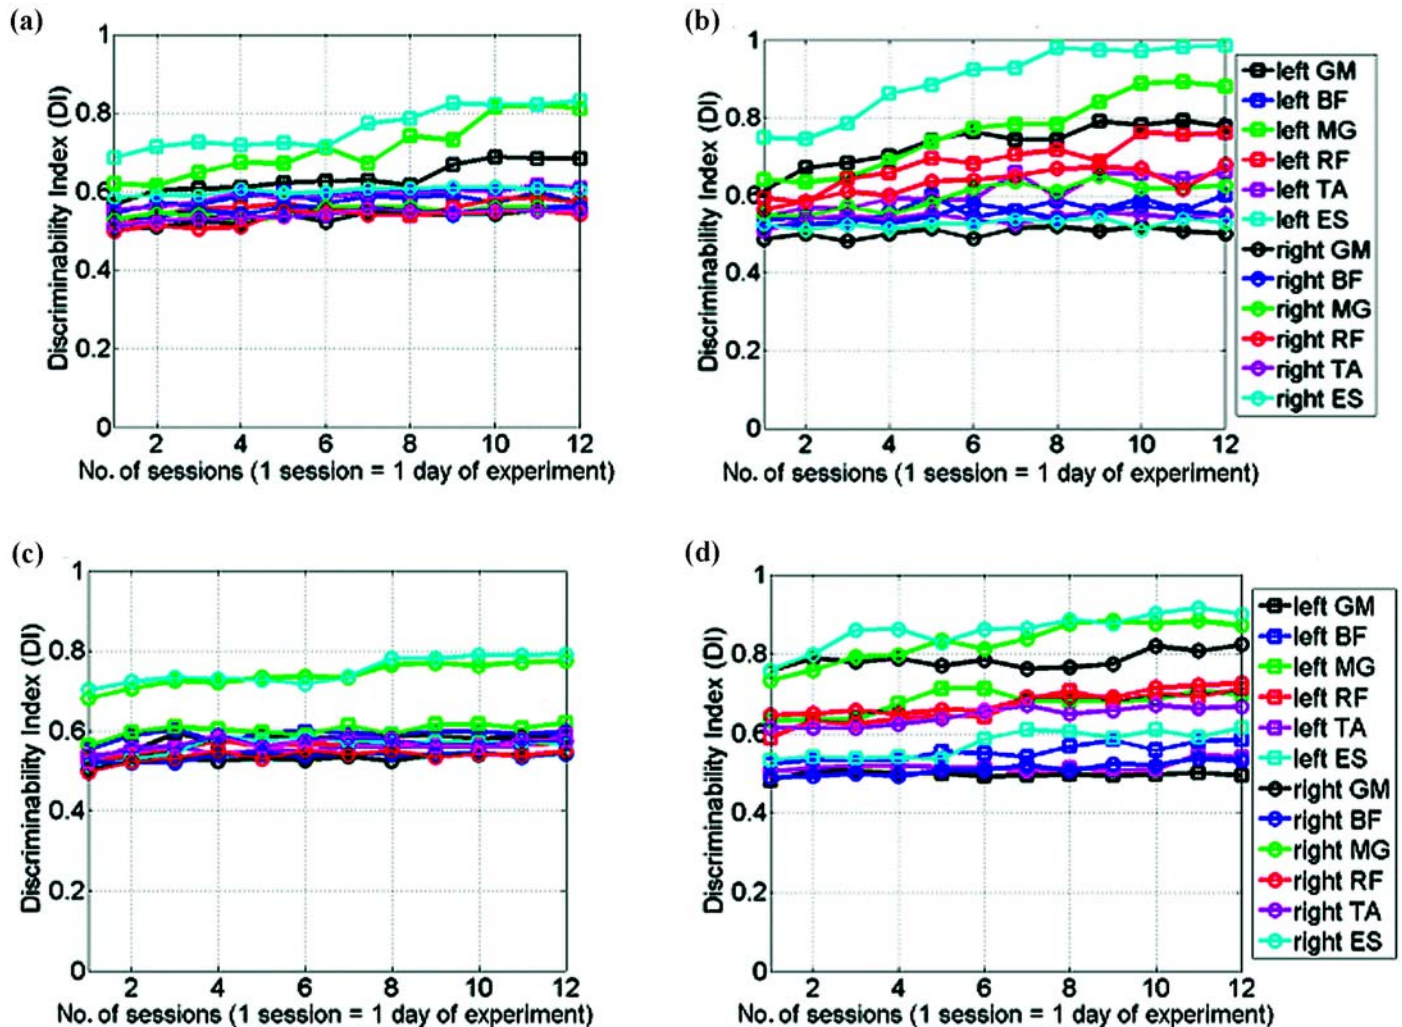 (a)
1
0.8
0.6
0.4
0.2
0
Discriminability Index (DI)
2 4 6 8 10 12
No. of sessions (1 session = 1 day of experiment)
(b)
1
0.8
0.6
0.4
0.2
0
Discriminability Index (DI)
2 4 6 8 10 12
No. of sessions (1 session = 1 day of experiment)
left GM
left BF
left MG
left RF
left TA
left ES
right GM
right BF
right MG
right RF
right TA
right ES
(c)
1
0.8
0.6
0.4
0.2
0
Discriminability Index (DI)
2 4 6 8 10 12
No. of sessions (1 session = 1 day of experiment)
(d)
1
0.8
0.6
0.4
0.2
0
Discriminability Index (DI)
2 4 6 8 10 12
No. of sessions (1 session = 1 day of experiment)
left GM
left BF
left MG
left RF
left TA
left ES
right GM
right BF
right MG
right RF
right TA
right ES